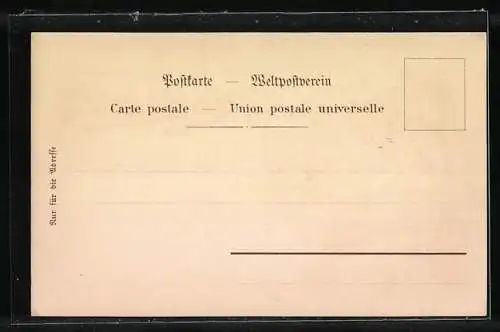 Postkarte — Weltpostverein
Carte postale — Union postale universelle
Nur für die Adresse